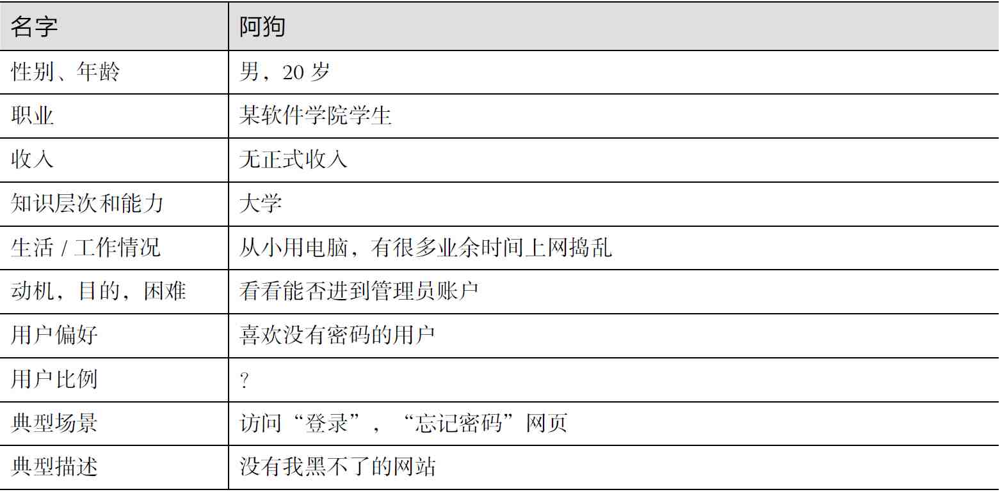 名字 阿狗
性别、年龄 男，20 岁
职业 某软件学院学生
收入 无正式收入
知识层次和能力 大学
生活 / 工作情况 从小用电脑，有很多业余时间上网捣乱
动机，目的，困难 看看能否进到管理员账户
用户偏好 喜欢没有密码的用户
用户比例 ？
典型场景 访问“登录”，“忘记密码”网页
典型描述 没有我黑不了的网站